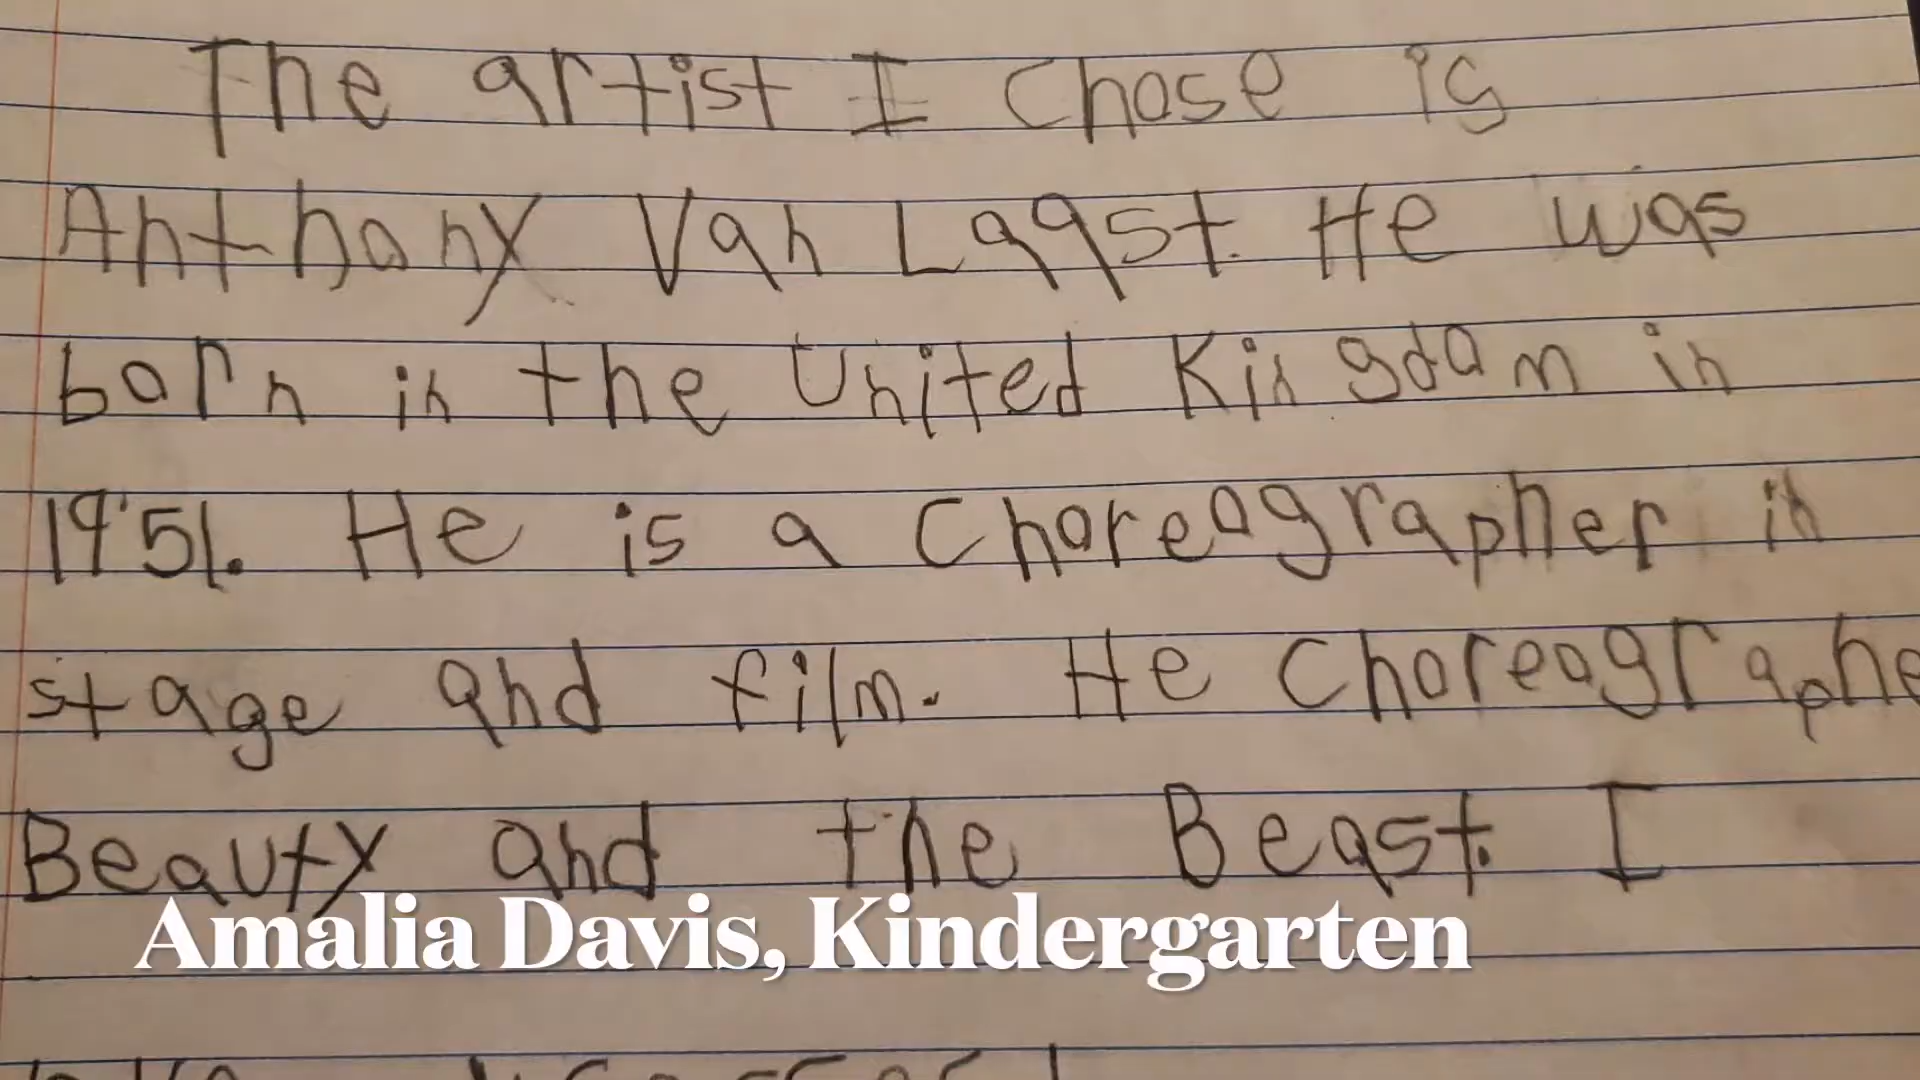 The artist I Chose is
Anthony Van Laast. He was
born in the United Kingdom in
1951. He is a Choreographer in
stage and film. He Choreographe
Beauty and the Beast. I
Amalia Davis, Kindergarten